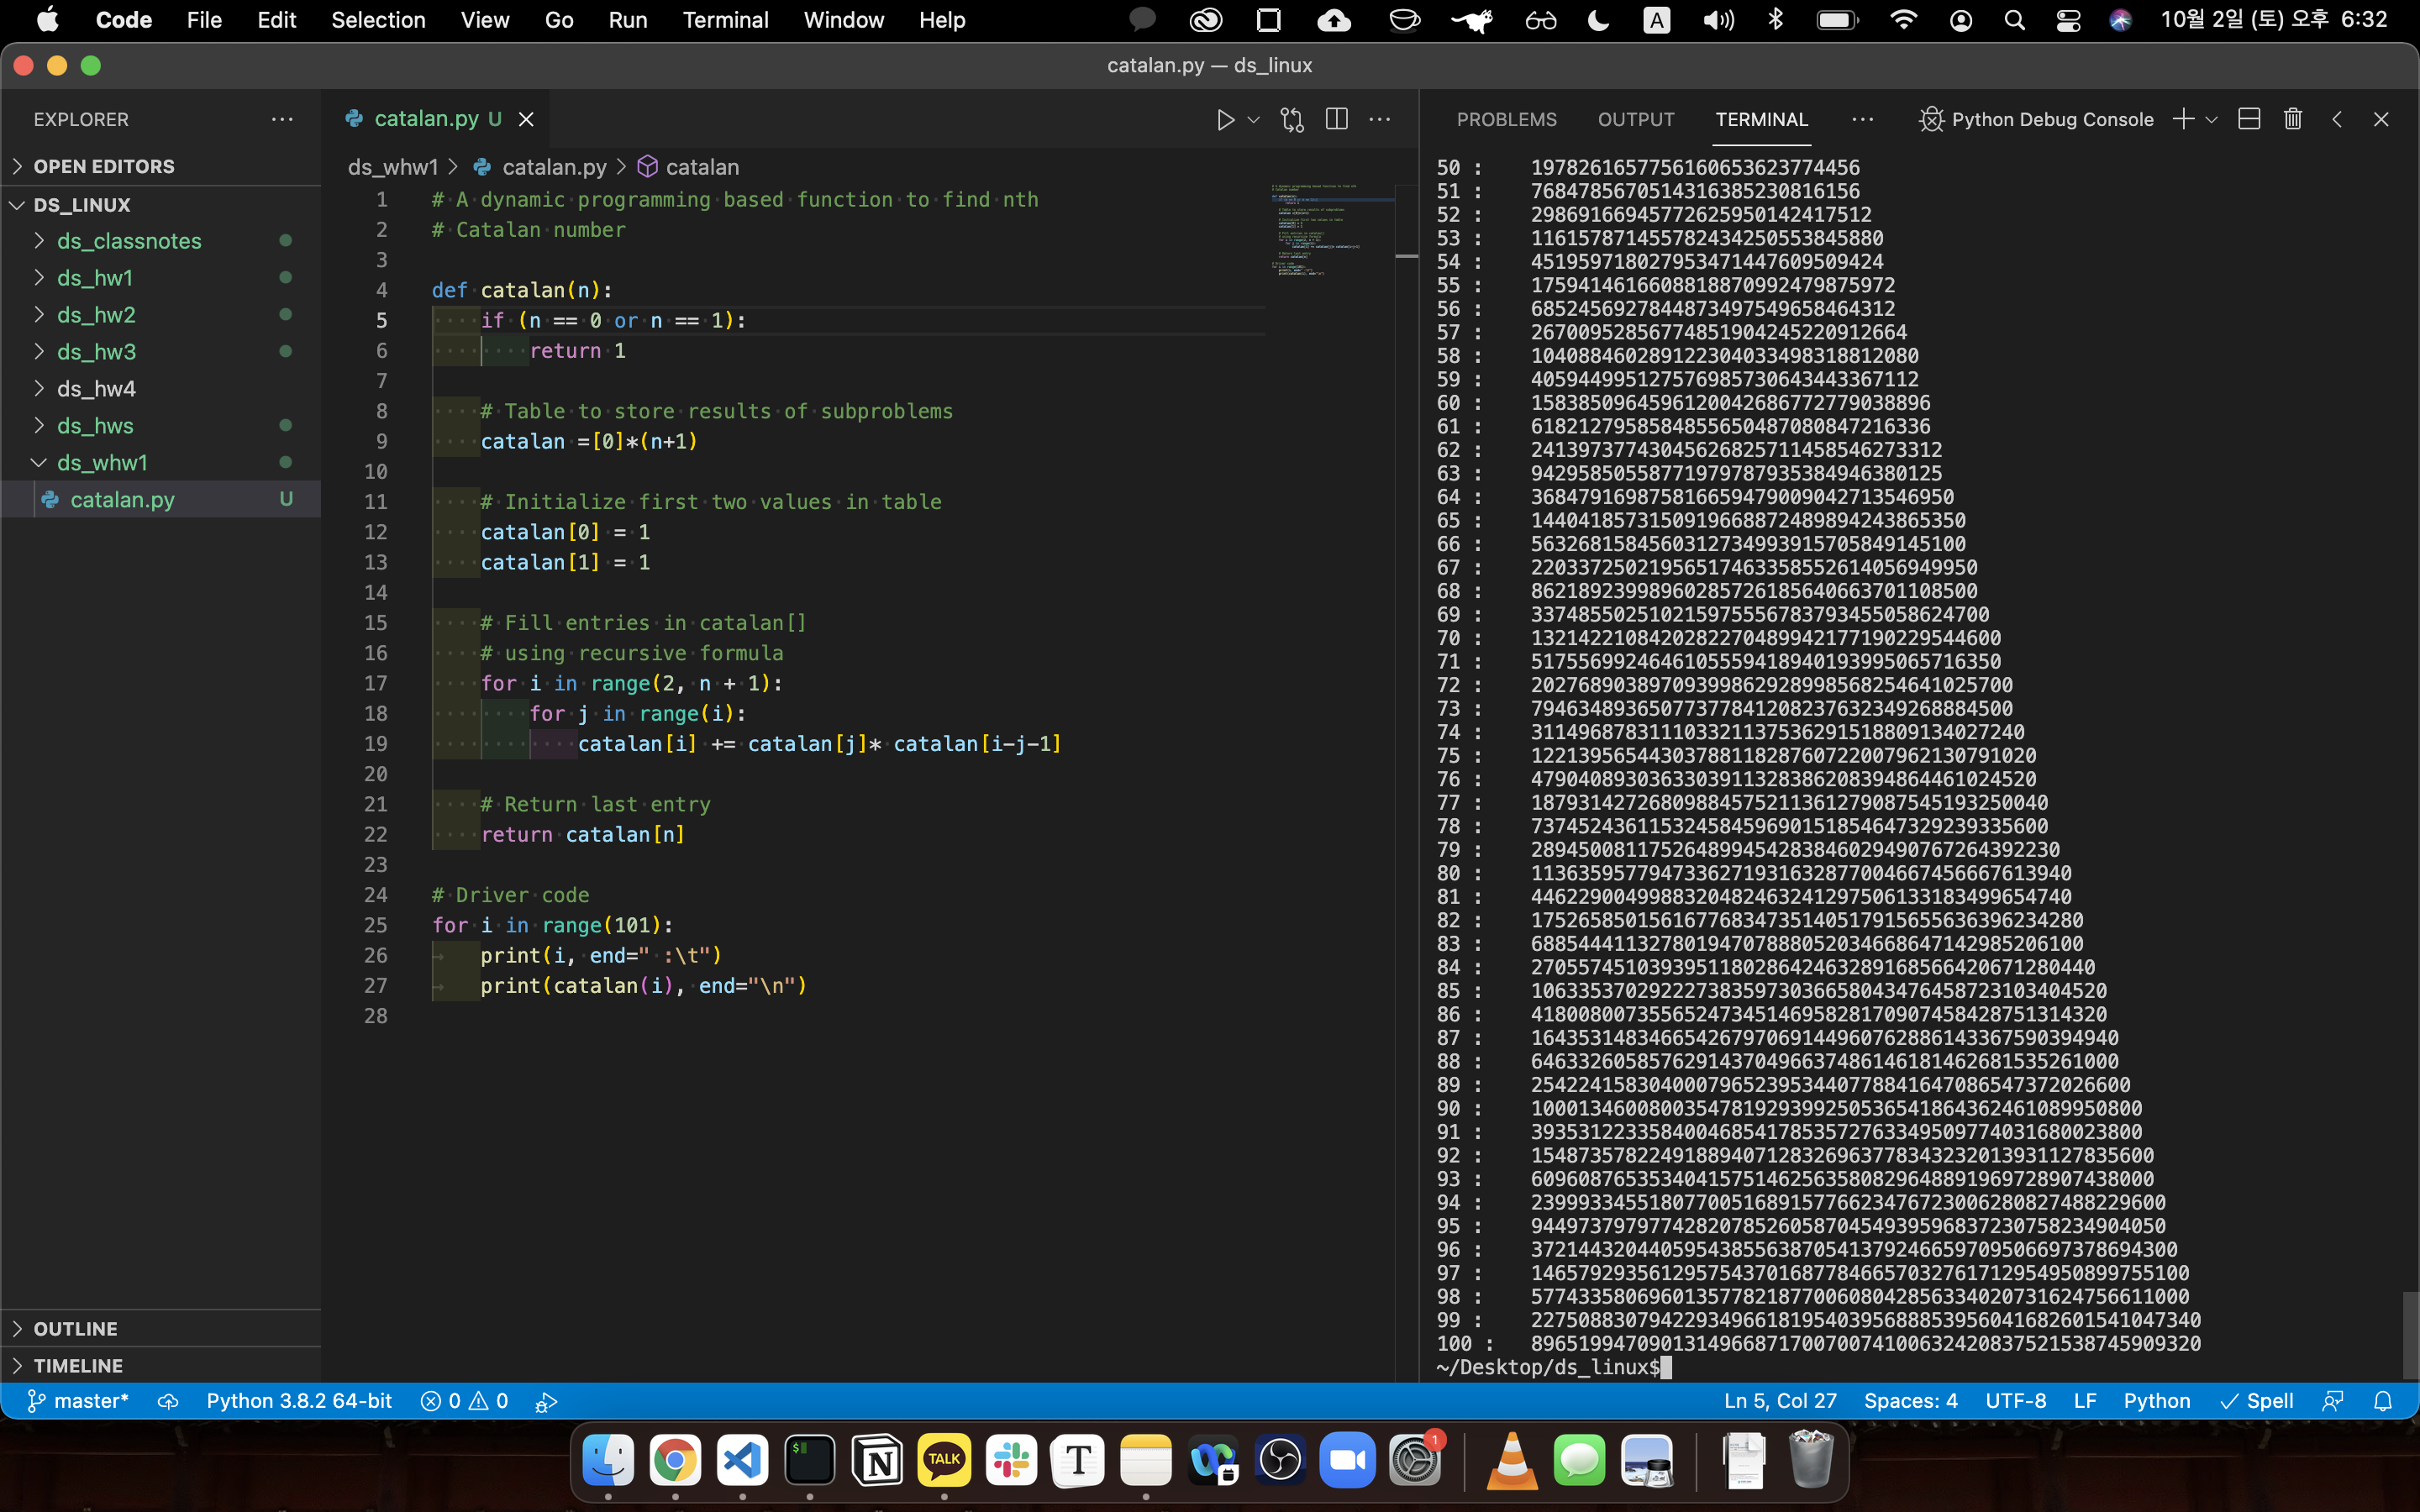 Code File Edit Selection View Go Run Terminal Window Help A 10월 2일 (토) 오후 6:32
catalan.py — ds_linux
EXPLORER
OPEN EDITORS
DS_LINUX
ds_classnotes
ds_hw1
ds_hw2
ds_hw3
ds_hw4
ds_hws
ds_whw1
catalan.py U
OUTLINE
TIMELINE
catalan.py U
ds_whw1 > catalan.py > catalan
1 # A dynamic programming based function to find nth
2 # Catalan number
3
4 def catalan(n):
5 if (n == 0 or n == 1):
6 return 1
7
8 # Table to store results of subproblems
9 catalan =[0]*(n+1)
10
11 # Initialize first two values in table
12 catalan[0] = 1
13 catalan[1] = 1
14
15 # Fill entries in catalan[]
16 # using recursive formula
17 for i in range(2, n + 1):
18 for j in range(i):
19 catalan[i] += catalan[j]* catalan[i-j-1]
20
21 # Return last entry
22 return catalan[n]
23
24 # Driver code
25 for i in range(101):
26 print(i, end=" :\t")
27 print(catalan(i), end="\n")
28
PROBLEMS OUTPUT TERMINAL Python Debug Console
50 : 1978261657756160653623774456
51 : 7684785670514316385230816156
52 : 29869166945772625950142417512
53 : 116157871455782434250553845880
54 : 451959718027953471447609509424
55 : 1759414616608818870992479875972
56 : 6852456927844873497549658464312
57 : 26700952856774851904245220912664
58 : 104088460289122304033498318812080
59 : 405944995127576985730643443367112
60 : 1583850964596120042686772779038896
61 : 6182127958584855650487080847216336
62 : 24139737743045626825711458546273312
63 : 94295850558771979787935384946380125
64 : 368479169875816659479009042713546950
65 : 1440418573150919668872489894243865350
66 : 5632681584560312734993915705849145100
67 : 22033725021956517463358552614056949950
68 : 86218923998960285726185640663701108500
69 : 337485502510215975556783793455058624700
70 : 1321422108420282270489942177190229544600
71 : 5175569924646105559418940193995065716350
72 : 20276890389709399862928998568254641025700
73 : 79463489365077377841208237632349268884500
74 : 311496878311103321137536291518809134027240
75 : 1221395654430378811828760722007962130791020
76 : 4790408930363303911328386208394864461024520
77 : 18793142726809884575211361279087545193250040
78 : 73745243611532458459690151854647329239335600
79 : 289450081175264899454283846029490767264392230
80 : 1136359577947336271931632877004667456667613940
81 : 4462290049988320482463241297506133183499654740
82 : 17526585015616776834735140517915655636396234280
83 : 68854441132780194707888052034668647142985206100
84 : 270557451039395118028642463289168566420671280440
85 : 1063353702922273835973036658043476458723103404520
86 : 4180080073556524734514695828170907458428751314320
87 : 16435314834665426797069144960762886143367590394940
88 : 64633260585762914370496637486146181462681535261000
89 : 254224158304000796523953440778841647086547372026600
90 : 1000134600800354781929399250536541864362461089950800
91 : 3935312233584004685417853572763349509774031680023800
92 : 15487357822491889407128326963778343232013931127835600
93 : 60960876535340415751462563580829648891969728907438000
94 : 239993345518077005168915776623476723006280827488229600
95 : 944973797977428207852605870454939596837230758234904050
96 : 3721443204405954385563870541379246659709506697378694300
97 : 14657929356129575437016877846657032761712954950899755100
98 : 57743358069601357782187700608042856334020731624756611000
99 : 227508830794229349661819540395688853956041682601541047340
100 : 896519947090131496687170070074100632420837521538745909320
~/Desktop/ds_linux$
master* Python 3.8.2 64-bit 0 0 Ln 5, Col 27 Spaces: 4 UTF-8 LF Python Spell
$ N TALK T 1